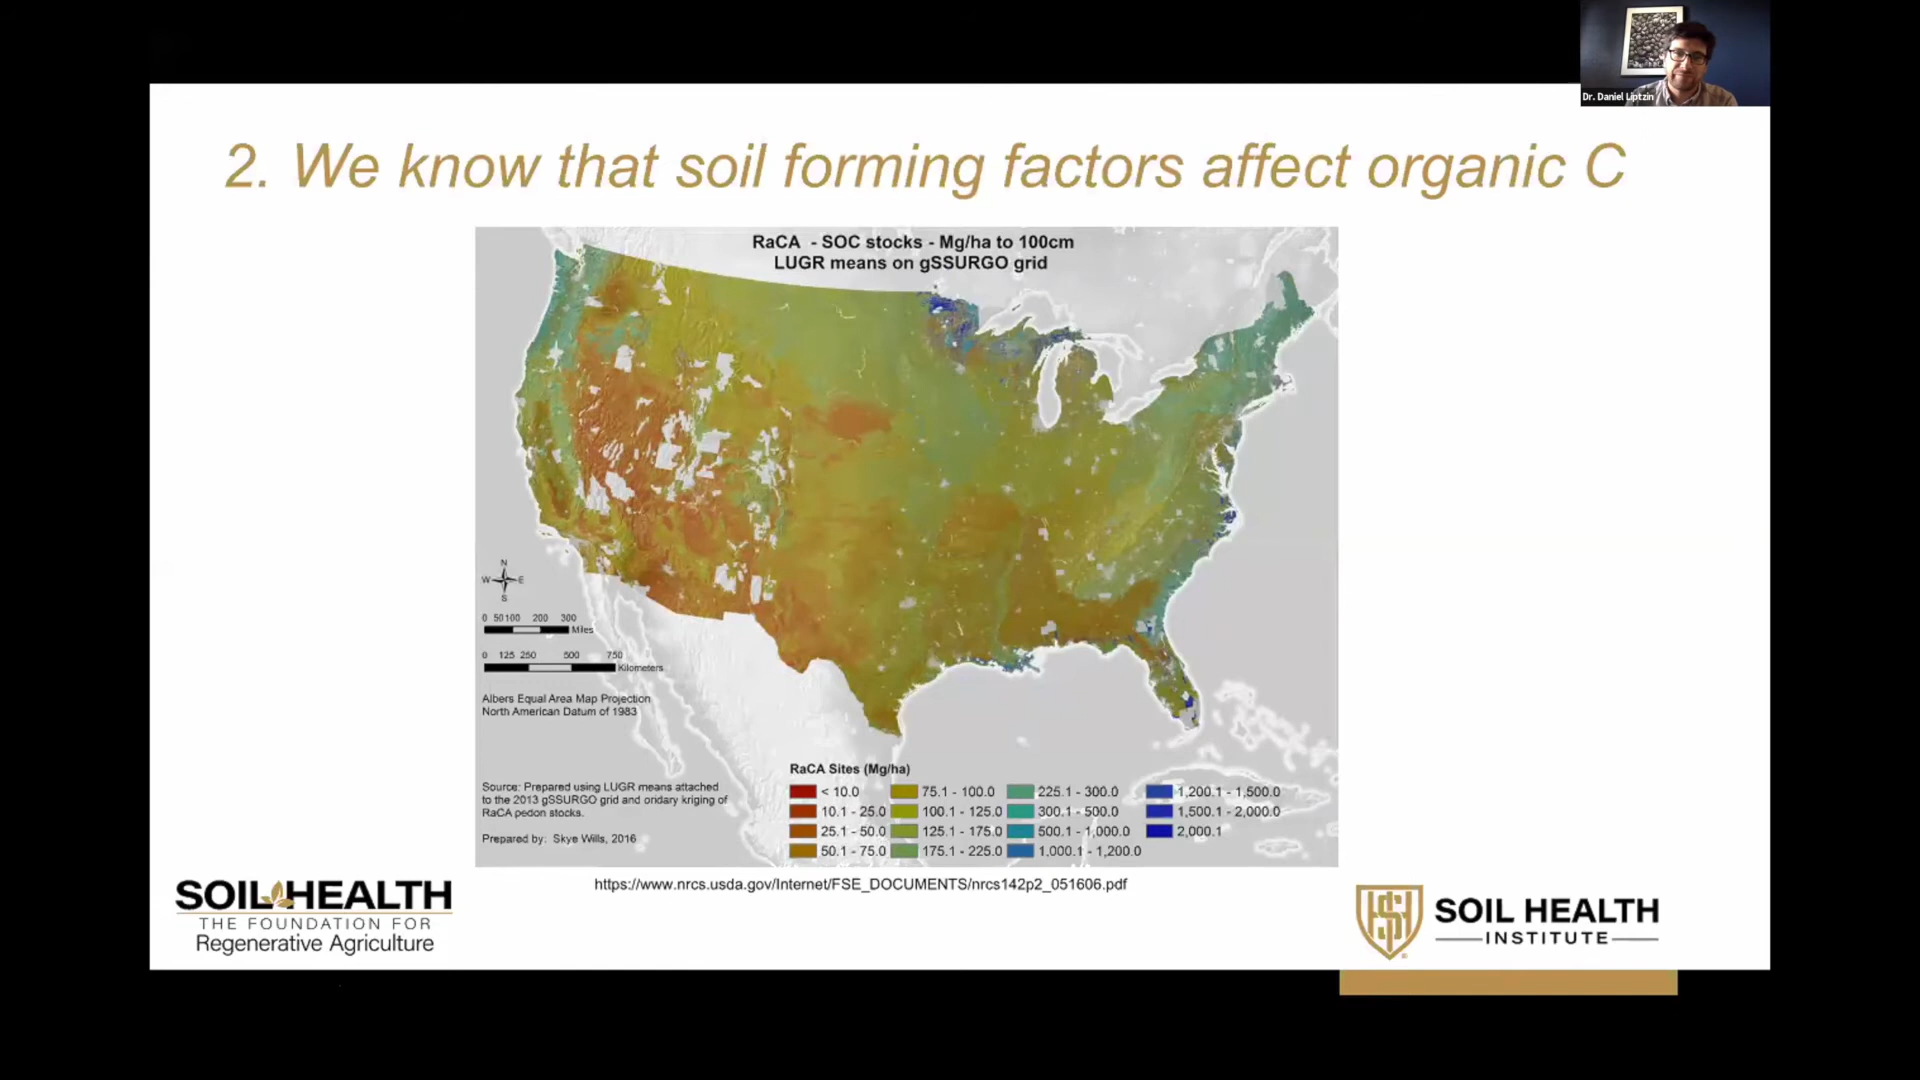 Dr. Daniel Liptzin
2. We know that soil forming factors affect organic C
RaCA - SOC stocks - Mg/ha to 100cm
LUGR means on gSSURGO grid
N
W E
S
0 50 100 200 300
Miles
0 125 250 500 750
Kilometers
Albers Equal Area Map Projection
North American Datum of 1983
Source: Prepared using LUGR means attached
to the 2013 gSSURGO grid and oridary kriging of
RaCA pedon stocks.
Prepared by: Skye Wills, 2016
RaCA Sites (Mg/ha)
< 10.0 75.1 - 100.0 225.1 - 300.0 1,200.1 - 1,500.0
10.1 - 25.0 100.1 - 125.0 300.1 - 500.0 1,500.1 - 2,000.0
25.1 - 50.0 125.1 - 175.0 500.1 - 1,000.0 2,000.1
50.1 - 75.0 175.1 - 225.0 1,000.1 - 1,200.0
https://www.nrcs.usda.gov/Internet/FSE_DOCUMENTS/nrcs142p2_051606.pdf
SOIL HEALTH
THE FOUNDATION FOR
Regenerative Agriculture
SHI
SOIL HEALTH
INSTITUTE